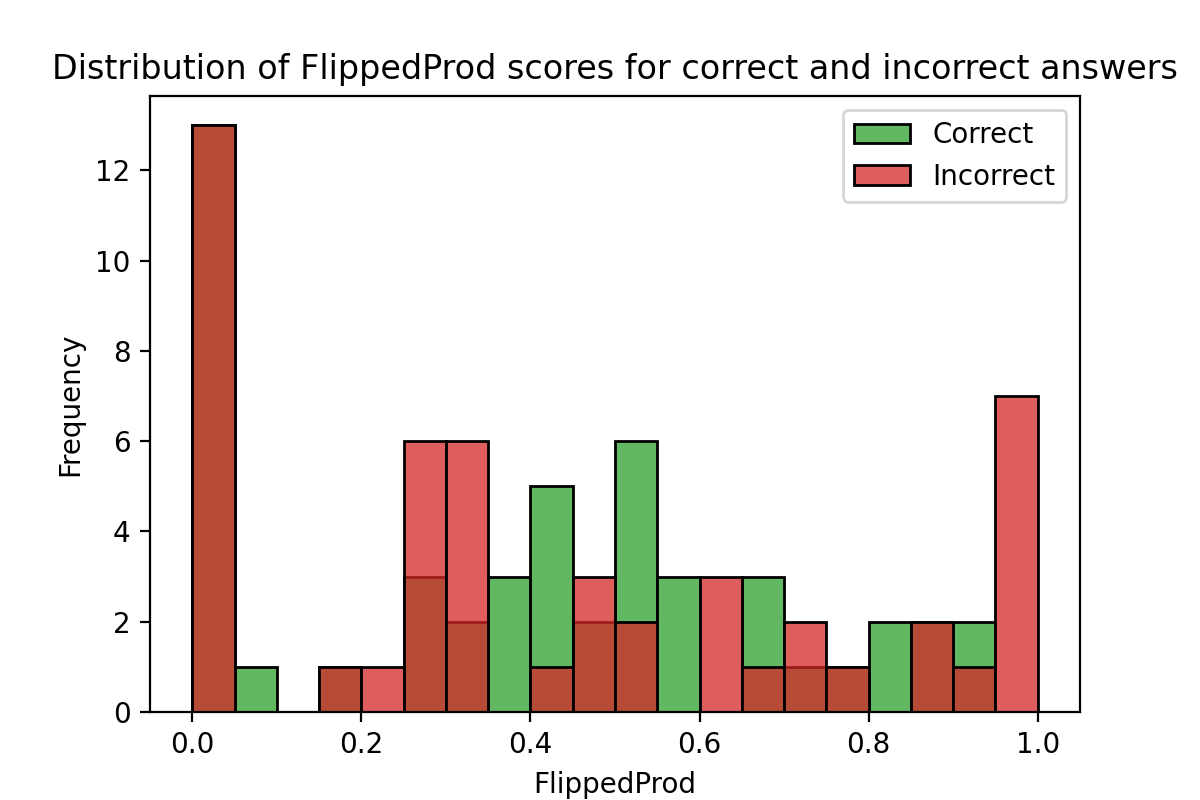 Distribution of FlippedProd scores for correct and incorrect answers
Correct
Incorrect
Frequency
12
10
8
6
4
2
0
0.0 0.2 0.4 0.6 0.8 1.0
FlippedProd